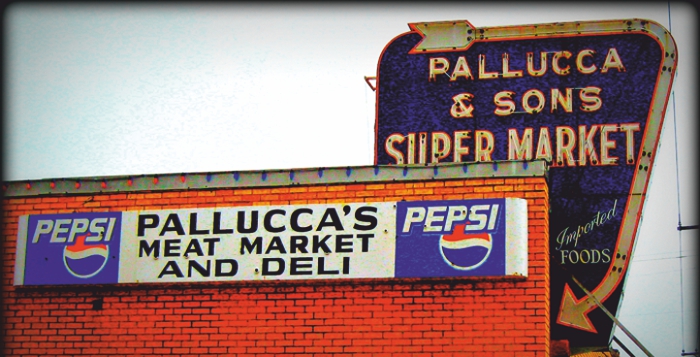 PALLUCCA
& SONS
SUPER MARKET
Imported
FOODS
PEPSI
PALLUCCA'S
MEAT MARKET
AND DELI
PEPSI